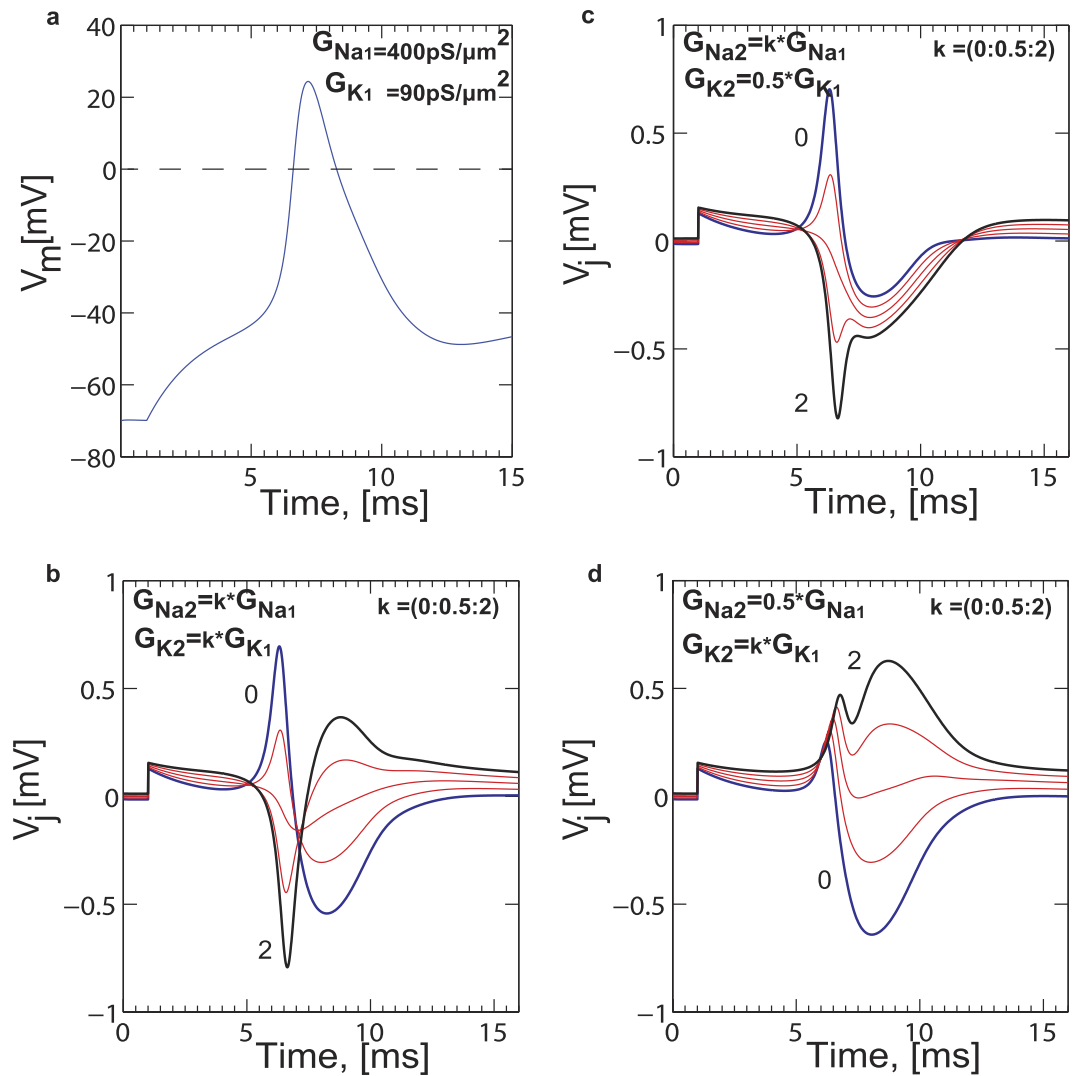 a
G_Na1=400pS/µm²
G_K1 =90pS/µm²
40
20
0
−20
−40
−60
−80
V_m[mV]
5
10
15
Time, [ms]
c
G_Na2=k*G_Na1
k =(0:0.5:2)
G_K2=0.5*G_K1
1
0.5
0
−0.5
−1
V_j [mV]
0
2
0
5
10
15
Time, [ms]
b
G_Na2=k*G_Na1
k =(0:0.5:2)
G_K2=k*G_K1
1
0.5
0
−0.5
−1
V_j [mV]
0
2
0
5
10
15
Time, [ms]
d
G_Na2=0.5*G_Na1
k =(0:0.5:2)
G_K2=k*G_K1
1
0.5
0
−0.5
−1
V_j [mV]
2
0
0
5
10
15
Time, [ms]